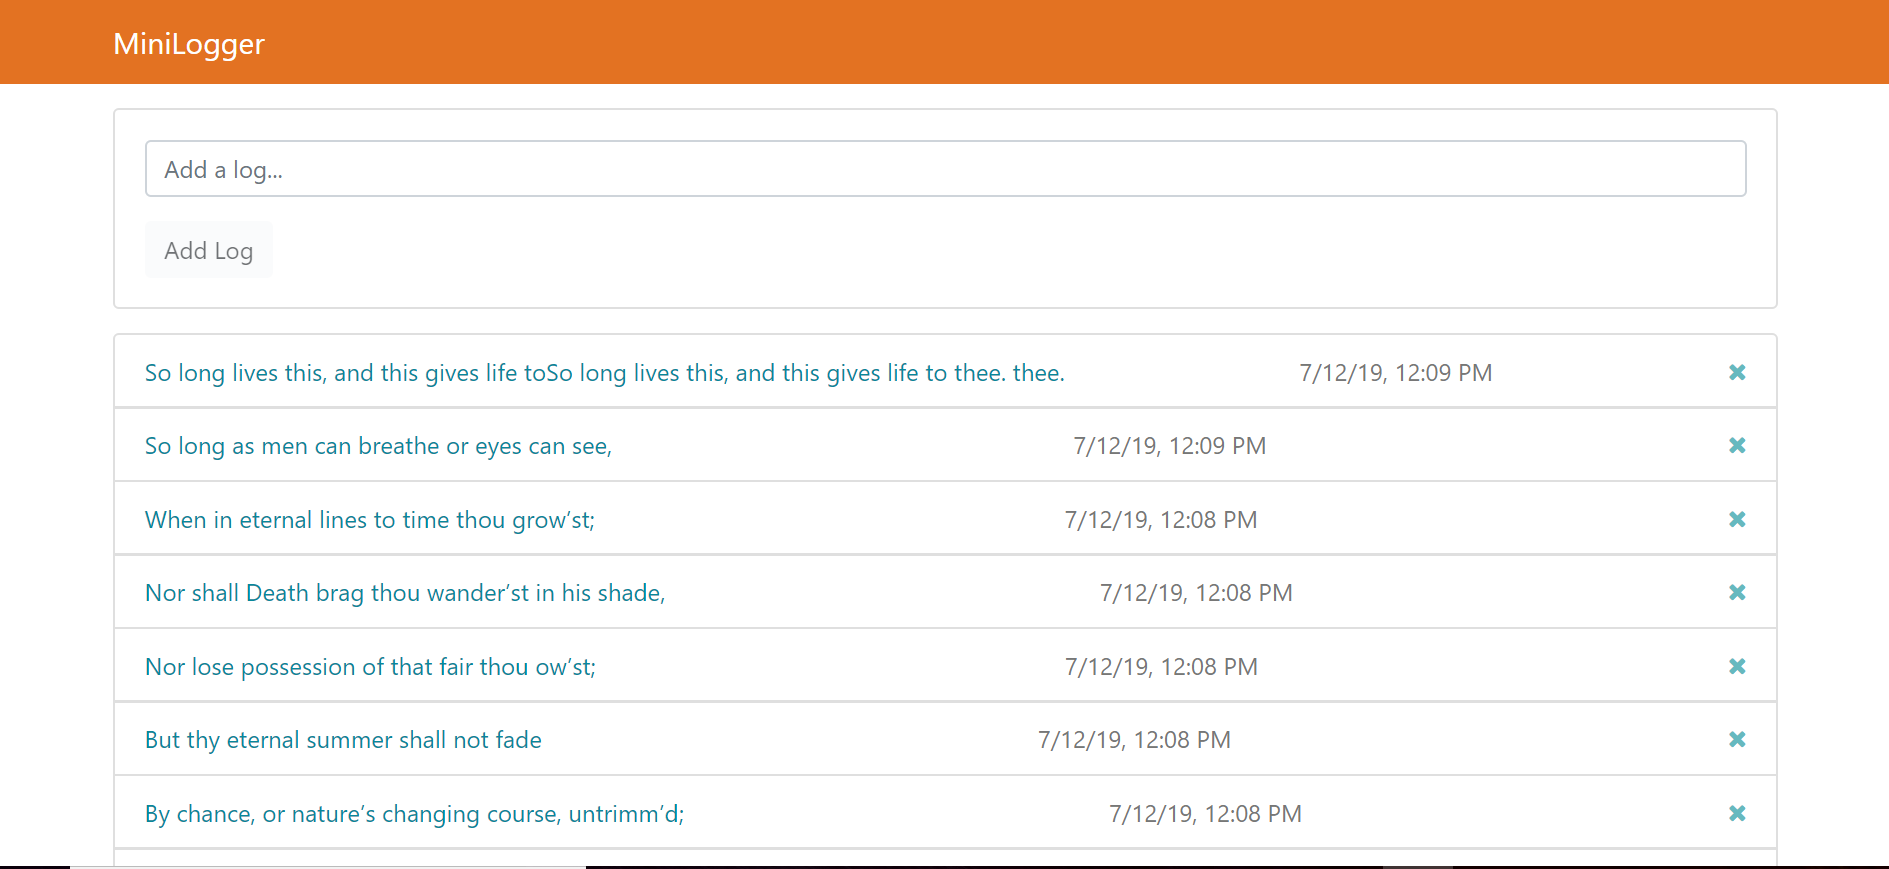 MiniLogger
Add a log...
Add Log
So long lives this, and this gives life toSo long lives this, and this gives life to thee. thee. 7/12/19, 12:09 PM
So long as men can breathe or eyes can see, 7/12/19, 12:09 PM
When in eternal lines to time thou grow’st; 7/12/19, 12:08 PM
Nor shall Death brag thou wander’st in his shade, 7/12/19, 12:08 PM
Nor lose possession of that fair thou ow’st; 7/12/19, 12:08 PM
But thy eternal summer shall not fade 7/12/19, 12:08 PM
By chance, or nature’s changing course, untrimm’d; 7/12/19, 12:08 PM